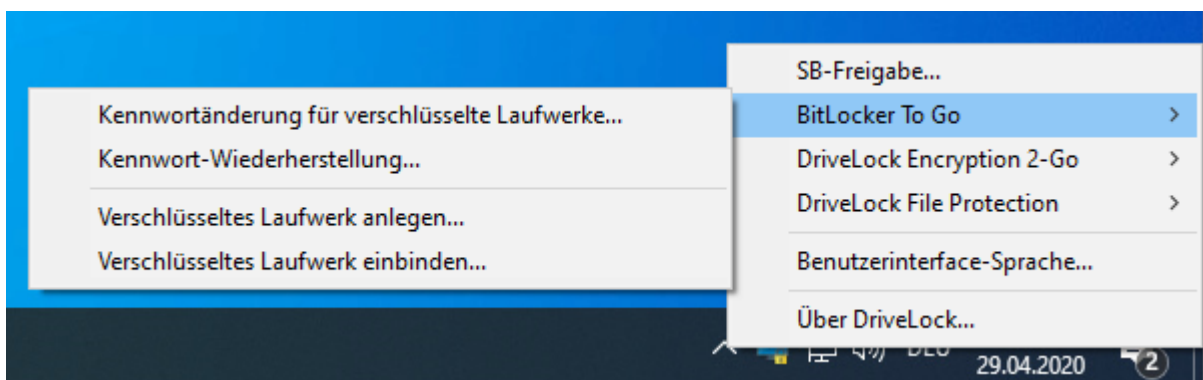 SB-Freigabe...
BitLocker To Go
DriveLock Encryption 2-Go
DriveLock File Protection
Benutzerinterface-Sprache...
Über DriveLock...
Kennwortänderung für verschlüsselte Laufwerke...
Kennwort-Wiederherstellung...
Verschlüsseltes Laufwerk anlegen...
Verschlüsseltes Laufwerk einbinden...
DEU
29.04.2020
2